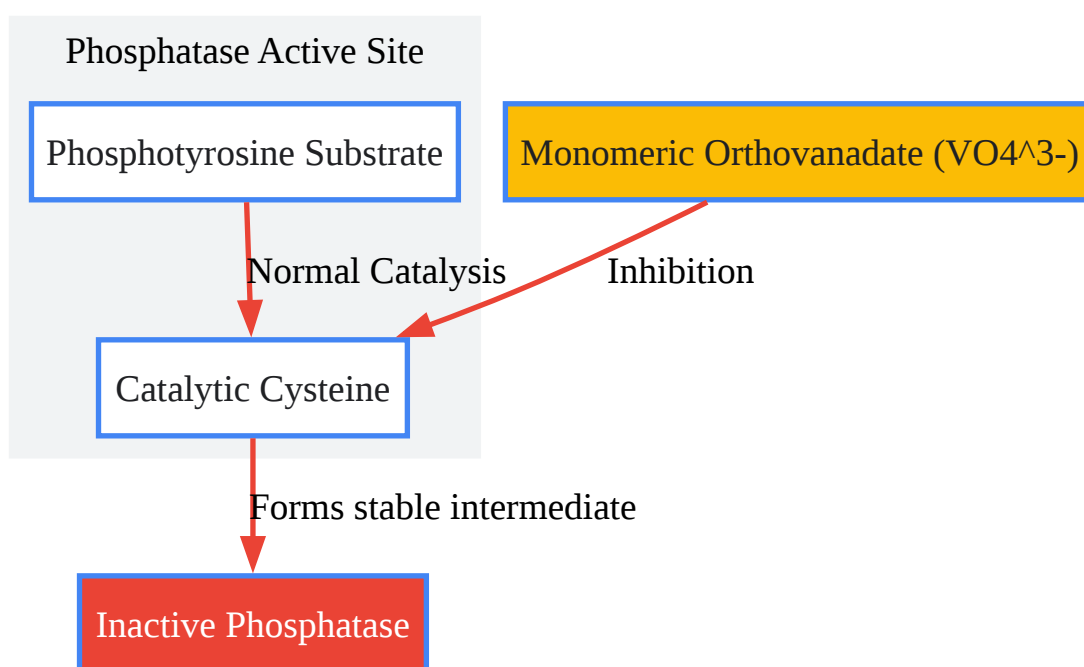 Phosphatase Active Site
Phosphotyrosine Substrate
Monomeric Orthovanadate (VO4^3-)
Normal Catalysis
Inhibition
Catalytic Cysteine
Forms stable intermediate
Inactive Phosphatase